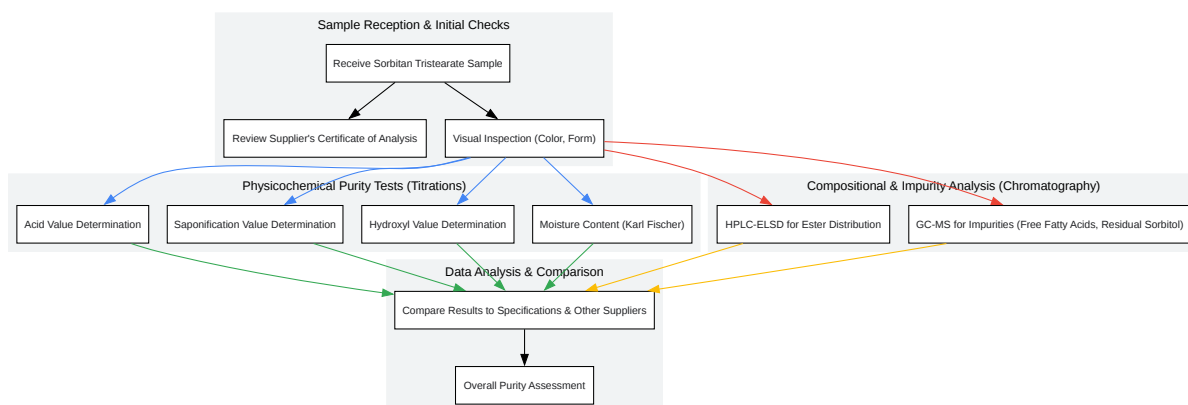 Sample Reception & Initial Checks
Receive Sorbitan Tristearate Sample
Review Supplier's Certificate of Analysis
Visual Inspection (Color, Form)
Physicochemical Purity Tests (Titrations)
Compositional & Impurity Analysis (Chromatography)
Acid Value Determination
Saponification Value Determination
Hydroxyl Value Determination
Moisture Content (Karl Fischer)
HPLC-ELSD for Ester Distribution
GC-MS for Impurities (Free Fatty Acids, Residual Sorbitol)
Data Analysis & Comparison
Compare Results to Specifications & Other Suppliers
Overall Purity Assessment